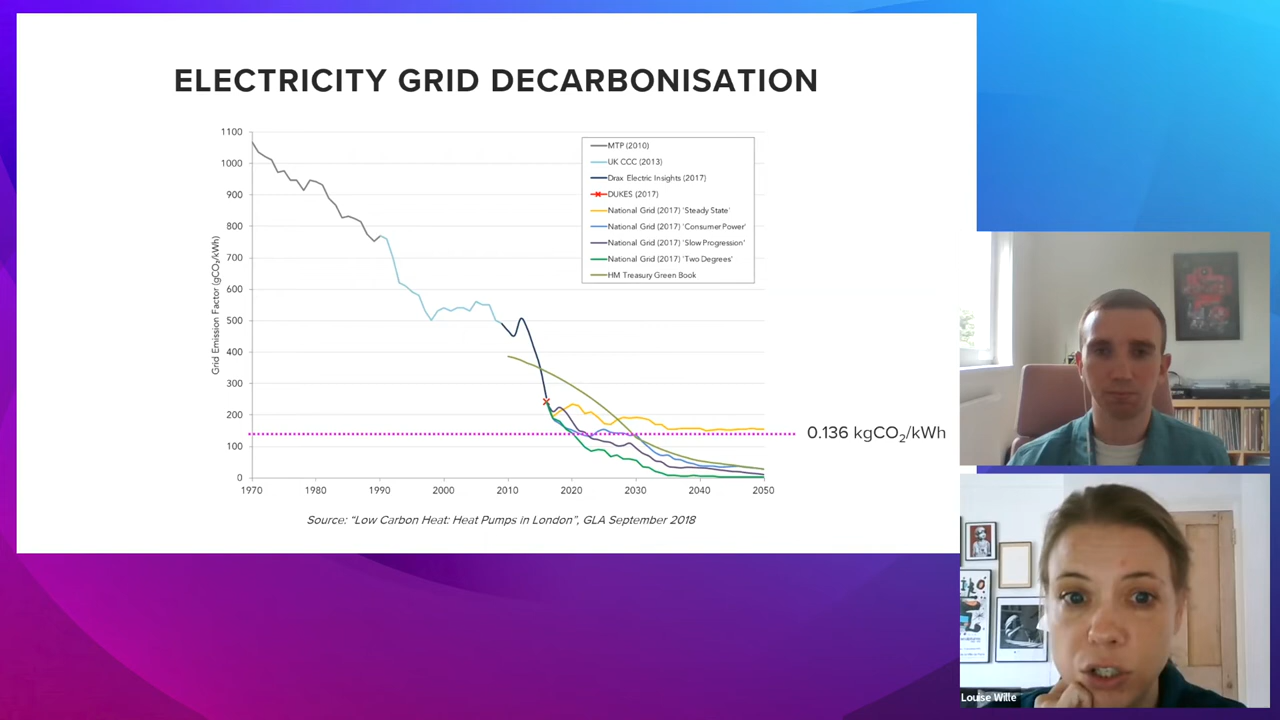 ELECTRICITY GRID DECARBONISATION
1100
1000
900
800
700
600
500
400
300
200
100
0
Grid Emission Factor (gCO₂/kWh)
1970
1980
1990
2000
2010
2020
2030
2040
2050
MTP (2010)
UK CCC (2013)
Drax Electric Insights (2017)
DUKES (2017)
National Grid (2017) 'Steady State'
National Grid (2017) 'Consumer Power'
National Grid (2017) 'Slow Progression'
National Grid (2017) 'Two Degrees'
HM Treasury Green Book
0.136 kgCO₂/kWh
Source: “Low Carbon Heat: Heat Pumps in London”, GLA September 2018
Louise Wille